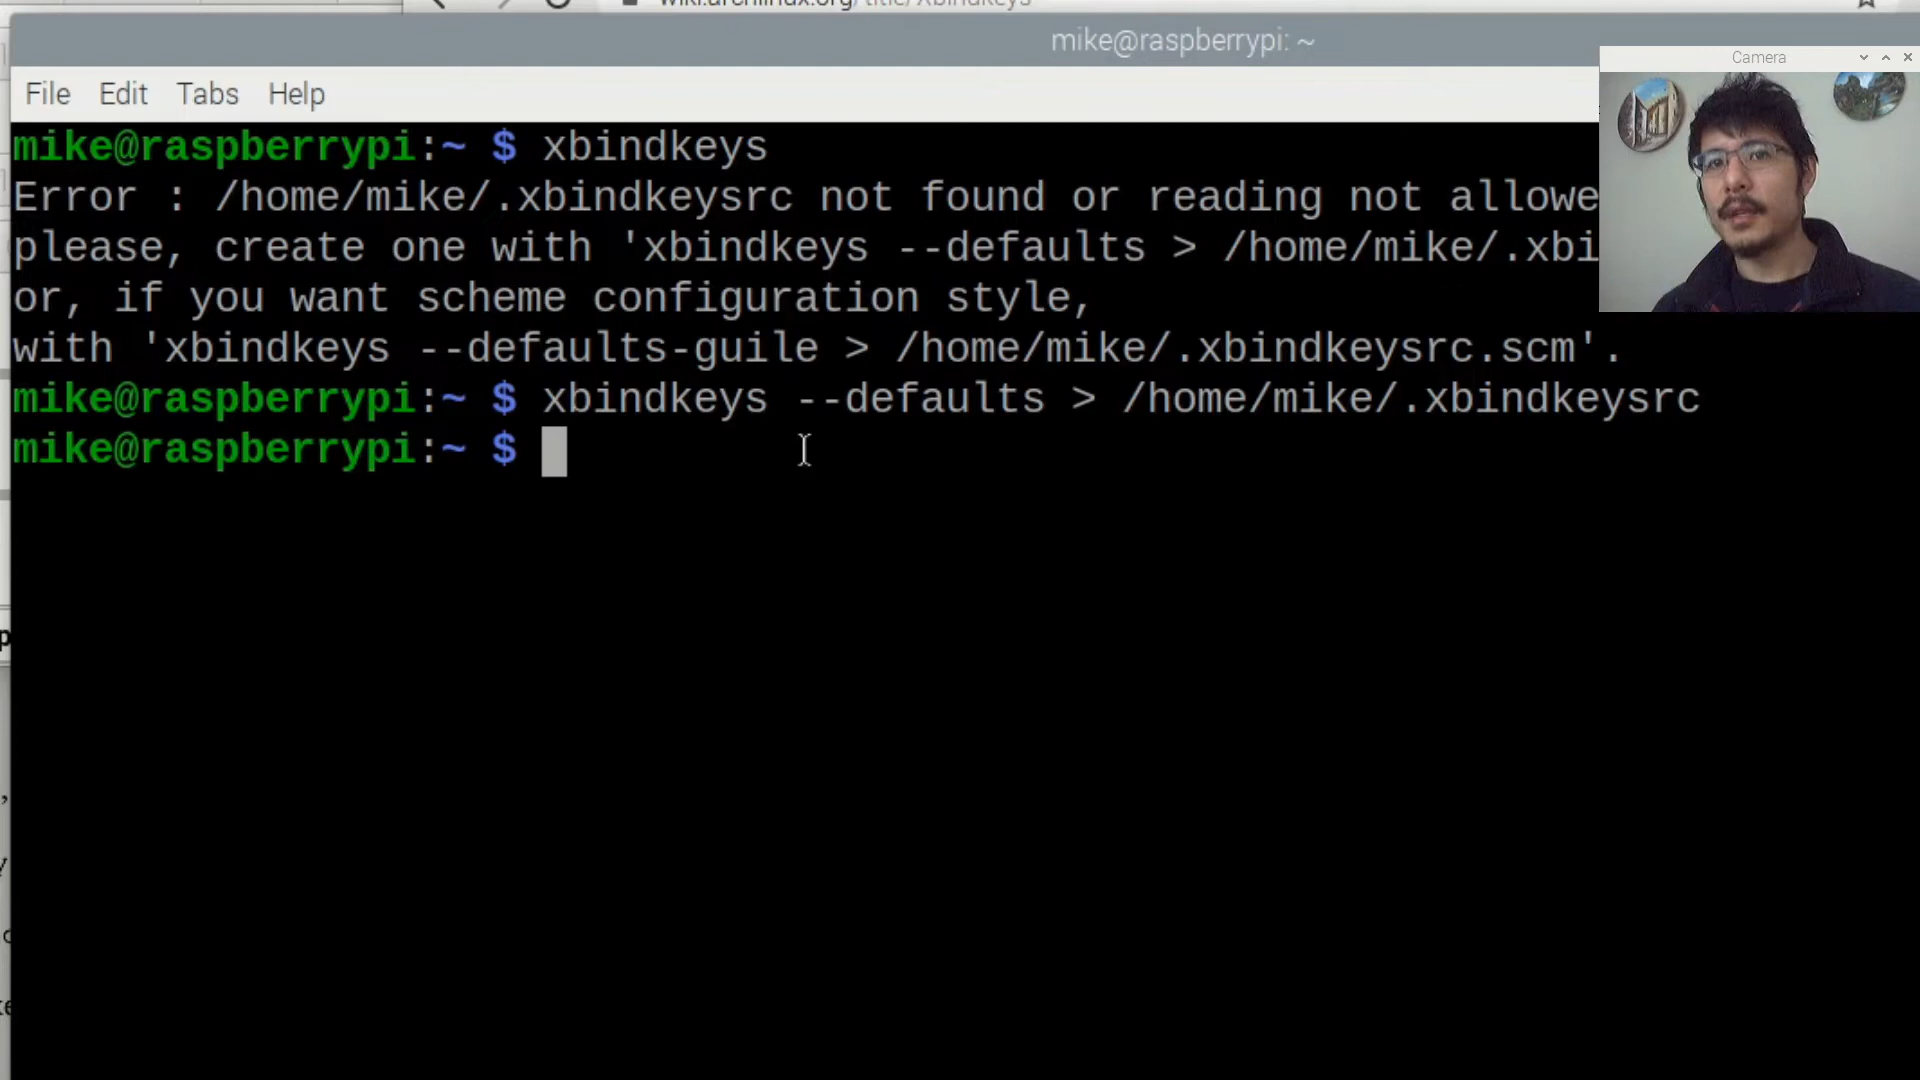 wiki.archlinux.org/title/Xbindkeys
mike@raspberrypi: ~
Camera
File Edit Tabs Help
mike@raspberrypi:~ $ xbindkeys
Error : /home/mike/.xbindkeysrc not found or reading not allowe
please, create one with 'xbindkeys --defaults > /home/mike/.xbi
or, if you want scheme configuration style,
with 'xbindkeys --defaults-guile > /home/mike/.xbindkeysrc.scm'.
mike@raspberrypi:~ $ xbindkeys --defaults > /home/mike/.xbindkeysrc
mike@raspberrypi:~ $